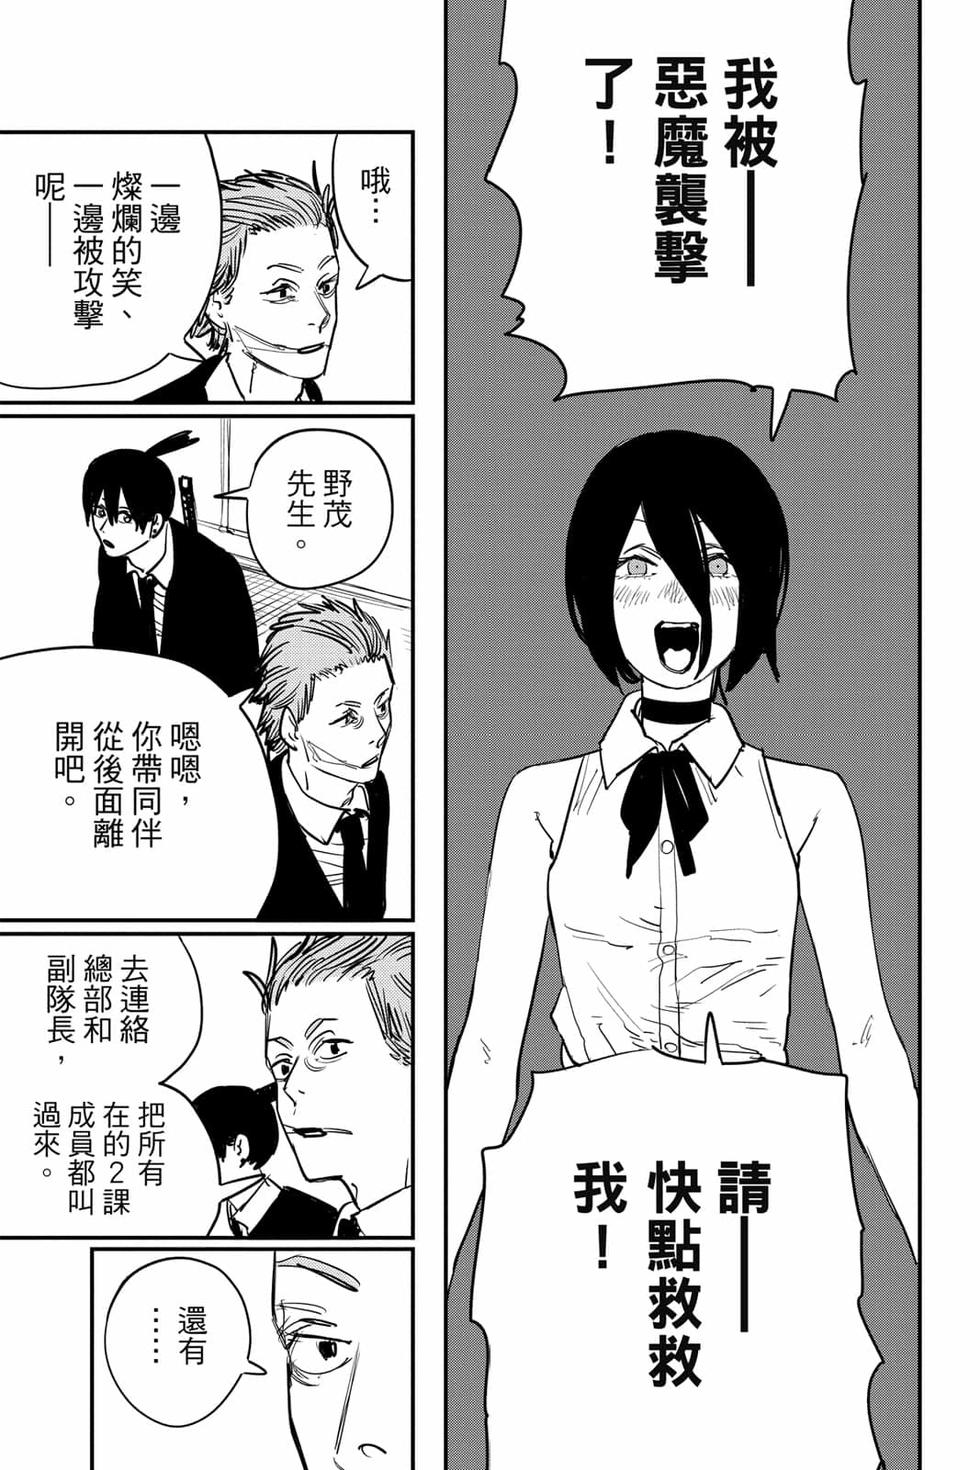 我被——
惡魔襲擊
了！
請——
快點救救
我！
哦…
一邊
燦爛的笑、
一邊被攻擊
呢——
野茂
先生。
嗯嗯，
你帶同伴
從後面離
開吧。
去連絡
總部和
副隊長，
把所有
在的2課
成員都叫
過來。
還有
……